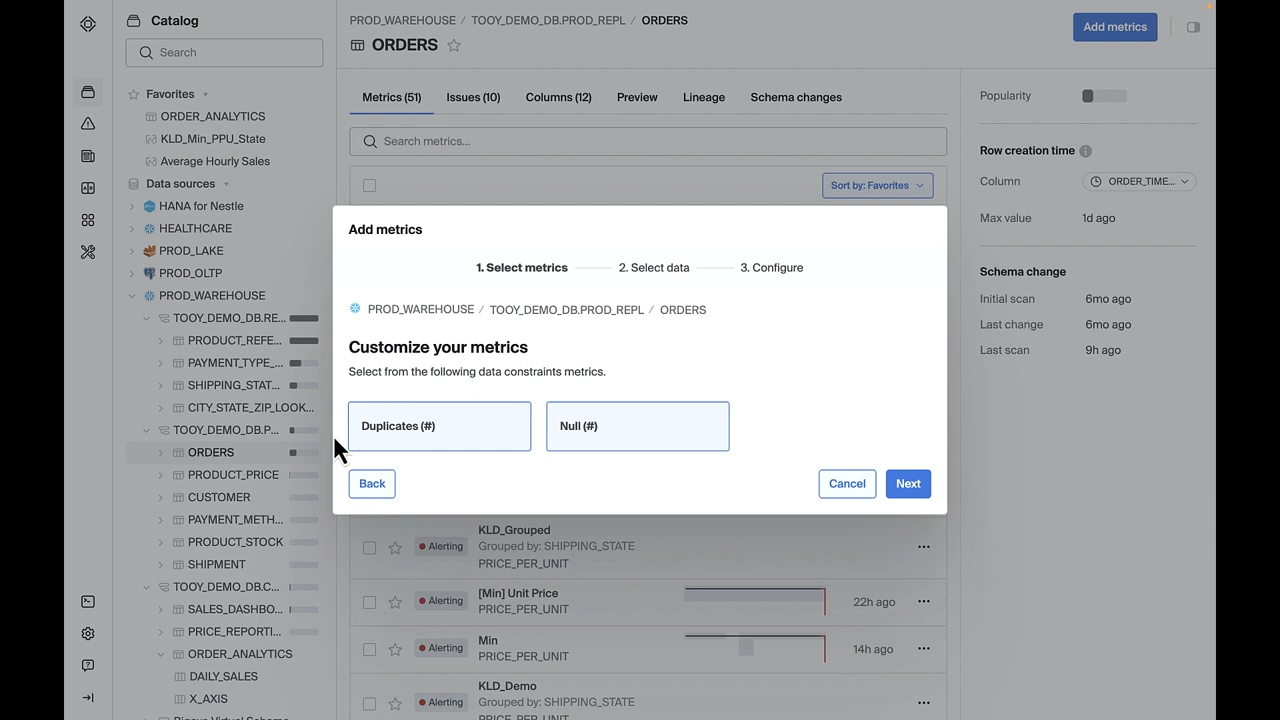 Catalog
Search
Favorites
ORDER_ANALYTICS
KLD_Min_PPU_State
Average Hourly Sales
Data sources
HANA for Nestle
HEALTHCARE
PROD_LAKE
PROD_OLTP
PROD_WAREHOUSE
TOOY_DEMO_DB.RE...
PRODUCT_REFE...
PAYMENT_TYPE_...
SHIPPING_STAT...
CITY_STATE_ZIP_LOOK...
TOOY_DEMO_DB.P...
ORDERS
PRODUCT_PRICE
CUSTOMER
PAYMENT_METH...
PRODUCT_STOCK
SHIPMENT
TOOY_DEMO_DB.C...
SALES_DASHBO...
PRICE_REPORTI...
ORDER_ANALYTICS
DAILY_SALES
X_AXIS
PROD_WAREHOUSE / TOOY_DEMO_DB.PROD_REPL / ORDERS
ORDERS
Add metrics
Metrics (51) Issues (10) Columns (12) Preview Lineage Schema changes
Search metrics...
Sort by: Favorites
Add metrics
1. Select metrics 2. Select data 3. Configure
PROD_WAREHOUSE / TOOY_DEMO_DB.PROD_REPL / ORDERS
Customize your metrics
Select from the following data constraints metrics.
Duplicates (#) Null (#)
Back Cancel Next
KLD_Grouped
Alerting Grouped by: SHIPPING_STATE
PRICE_PER_UNIT
[Min] Unit Price
Alerting 22h ago
PRICE_PER_UNIT
Min
Alerting 14h ago
PRICE_PER_UNIT
KLD_Demo
Alerting Grouped by: SHIPPING_STATE
PRICE_PER_UNIT
Popularity
Row creation time
Column ORDER_TIME...
Max value 1d ago
Schema change
Initial scan 6mo ago
Last change 6mo ago
Last scan 9h ago